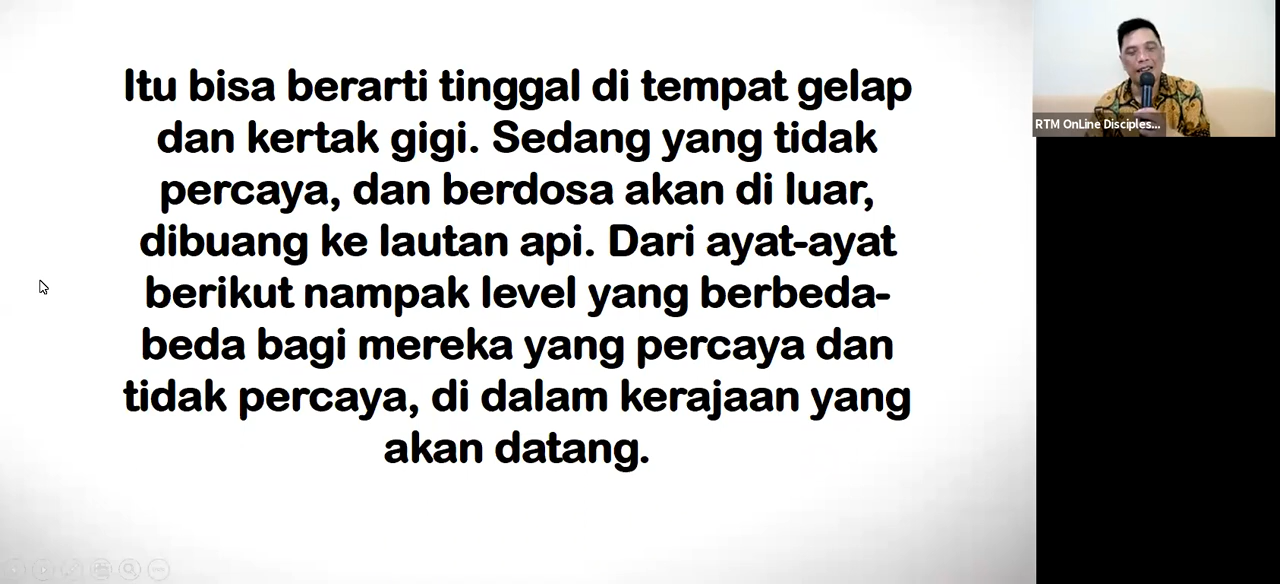 Itu bisa berarti tinggal di tempat gelap
dan kertak gigi. Sedang yang tidak
percaya, dan berdosa akan di luar,
dibuang ke lautan api. Dari ayat-ayat
berikut nampak level yang berbeda-
beda bagi mereka yang percaya dan
tidak percaya, di dalam kerajaan yang
akan datang.
RTM OnLine Disciples...